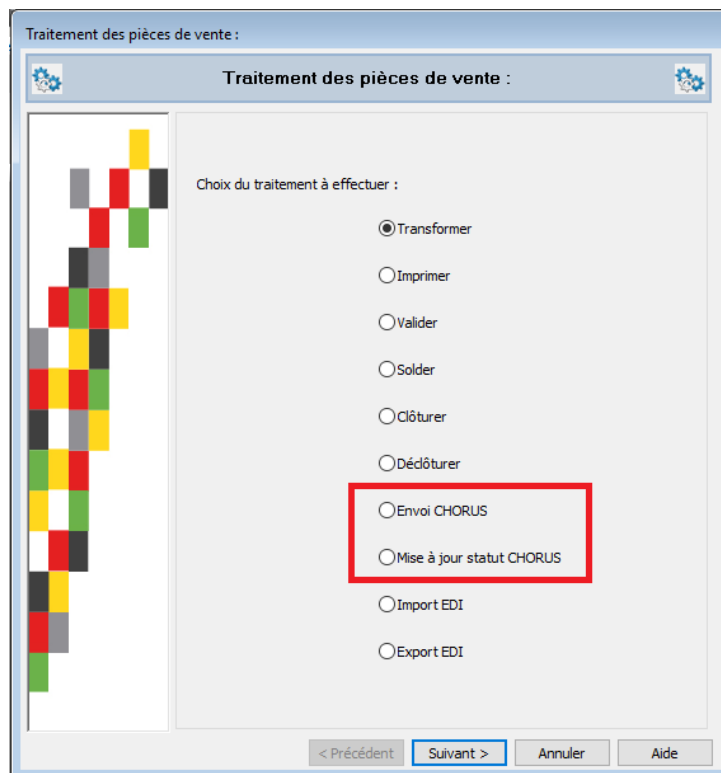 Traitement des pièces de vente :
Traitement des pièces de vente :
Choix du traitement à effectuer :
Transformer
Imprimer
Valider
Solder
Clôturer
Déclôturer
Envoi CHORUS
Mise à jour statut CHORUS
Import EDI
Export EDI
< Précédent Suivant > Annuler Aide